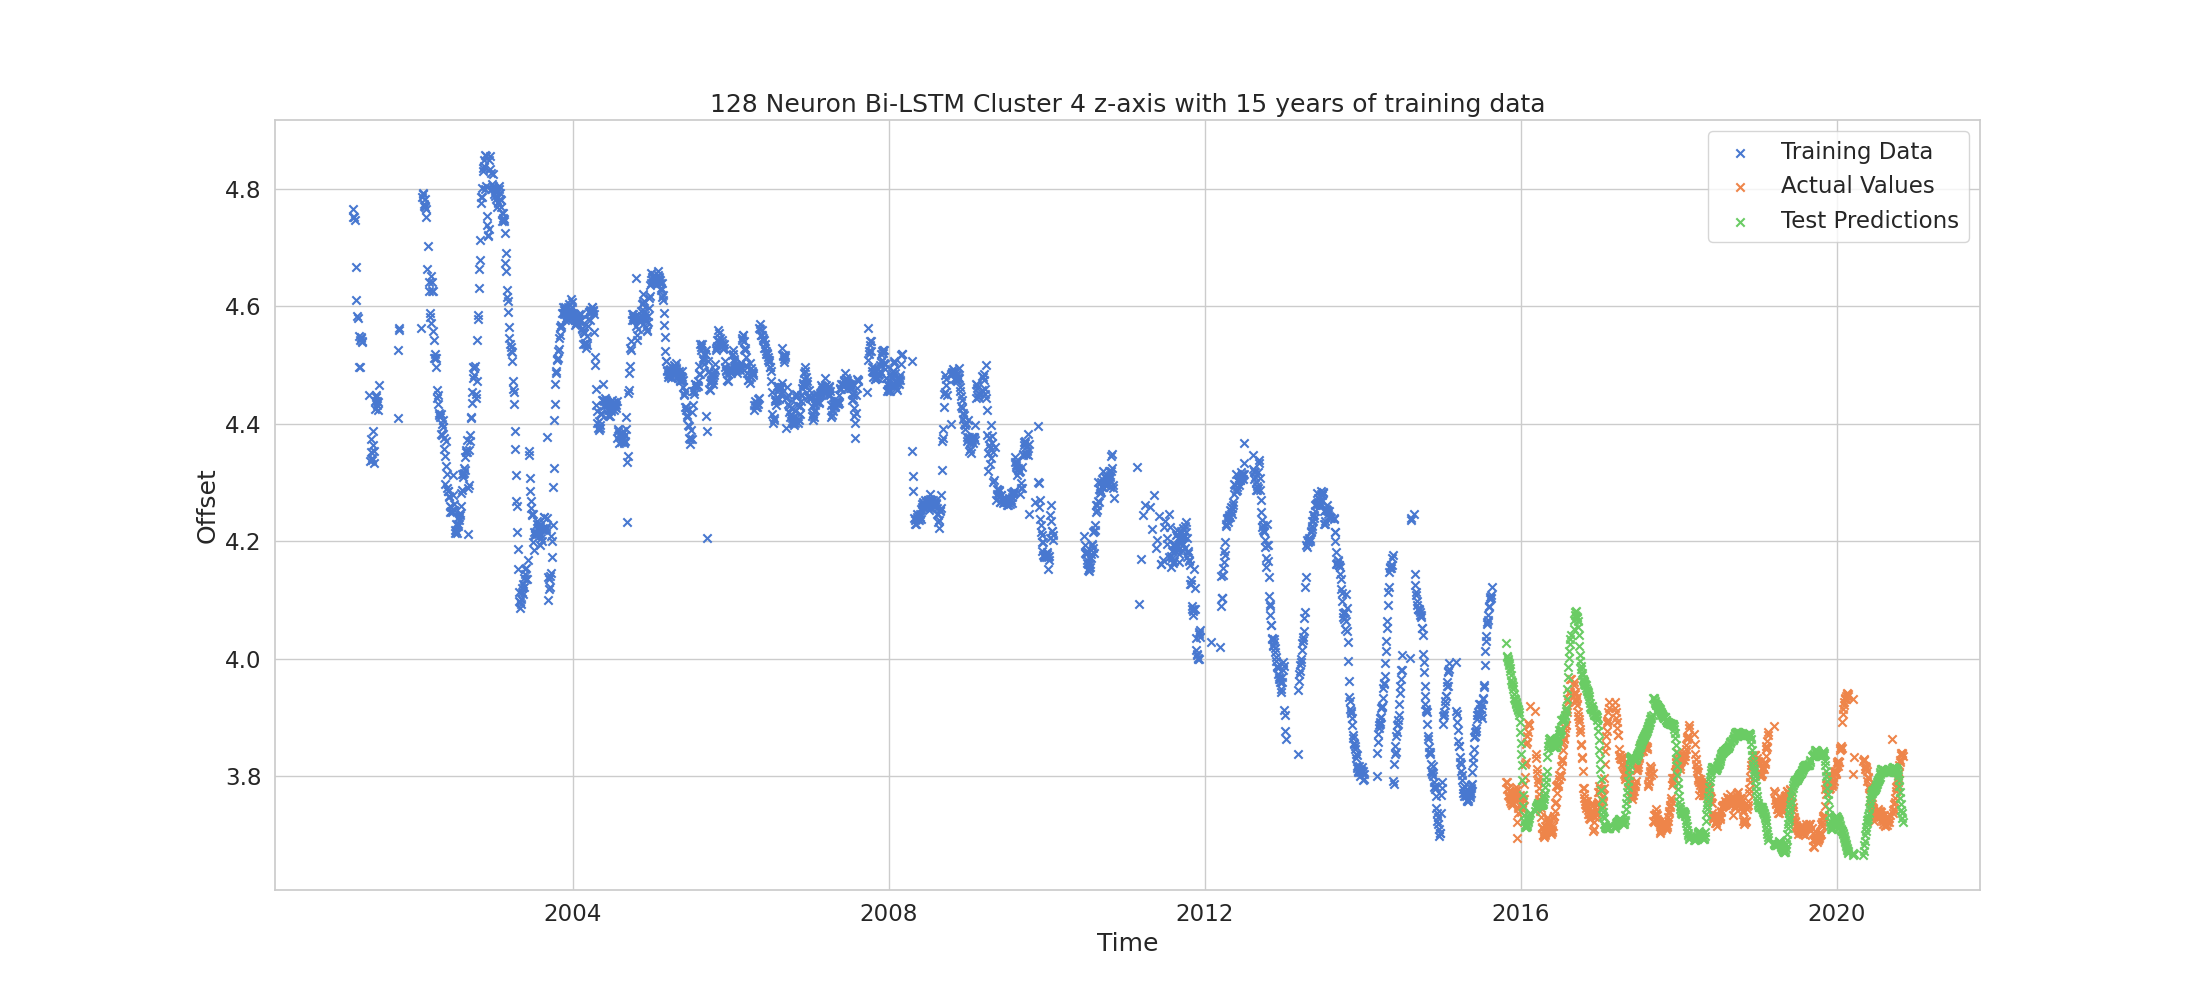 128 Neuron Bi-LSTM Cluster 4 z-axis with 15 years of training data
Training Data
Actual Values
Test Predictions
4.8
4.6
4.4
4.2
4.0
3.8
Offset
2004
2008
2012
2016
2020
Time